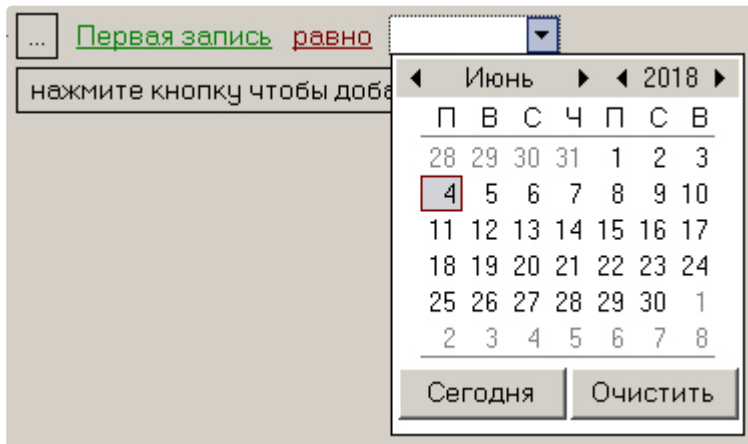 ... Первая запись равно
нажмите кнопку чтобы доба
Июнь 2018
П В С Ч П С В
28 29 30 31 1 2 3
4 5 6 7 8 9 10
11 12 13 14 15 16 17
18 19 20 21 22 23 24
25 26 27 28 29 30 1
2 3 4 5 6 7 8
Сегодня Очистить